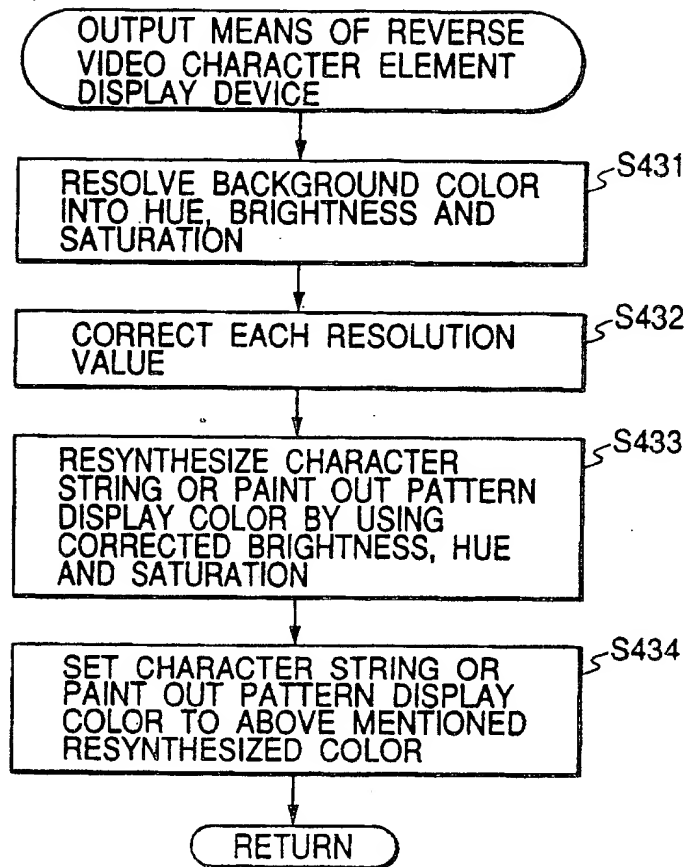 OUTPUT MEANS OF REVERSE
VIDEO CHARACTER ELEMENT
DISPLAY DEVICE
S431
RESOLVE BACKGROUND COLOR
INTO HUE, BRIGHTNESS AND
SATURATION
S432
CORRECT EACH RESOLUTION
VALUE
S433
RESYNTHESIZE CHARACTER
STRING OR PAINT OUT PATTERN
DISPLAY COLOR BY USING
CORRECTED BRIGHTNESS, HUE
AND SATURATION
S434
SET CHARACTER STRING OR
PAINT OUT PATTERN DISPLAY
COLOR TO ABOVE MENTIONED
RESYNTHESIZED COLOR
RETURN